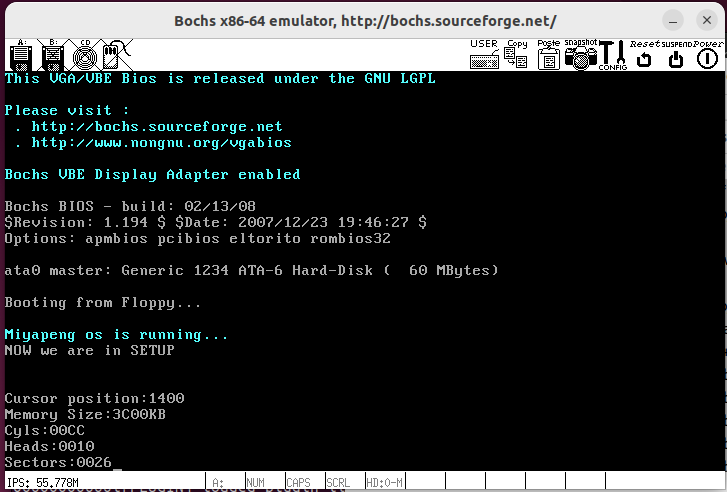 Bochs x86-64 emulator, http://bochs.sourceforge.net/
A: B: CD USER Copy Paste snapshot CONFIG Reset SUSPEND Power
This VGA/VBE Bios is released under the GNU LGPL
Please visit :
. http://bochs.sourceforge.net
. http://www.nongnu.org/vgabios
Bochs VBE Display Adapter enabled
Bochs BIOS - build: 02/13/08
$Revision: 1.194 $ $Date: 2007/12/23 19:46:27 $
Options: apmbios pcibios eltorito rombios32
ata0 master: Generic 1234 ATA-6 Hard-Disk (  60 MBytes)
Booting from Floppy...
Miyapeng os is running...
NOW we are in SETUP
Cursor position:1400
Memory Size:3C00KB
Cyls:00CC
Heads:0010
Sectors:0026_
IPS: 55.778M A: NUM CAPS SCRL HD:0-M